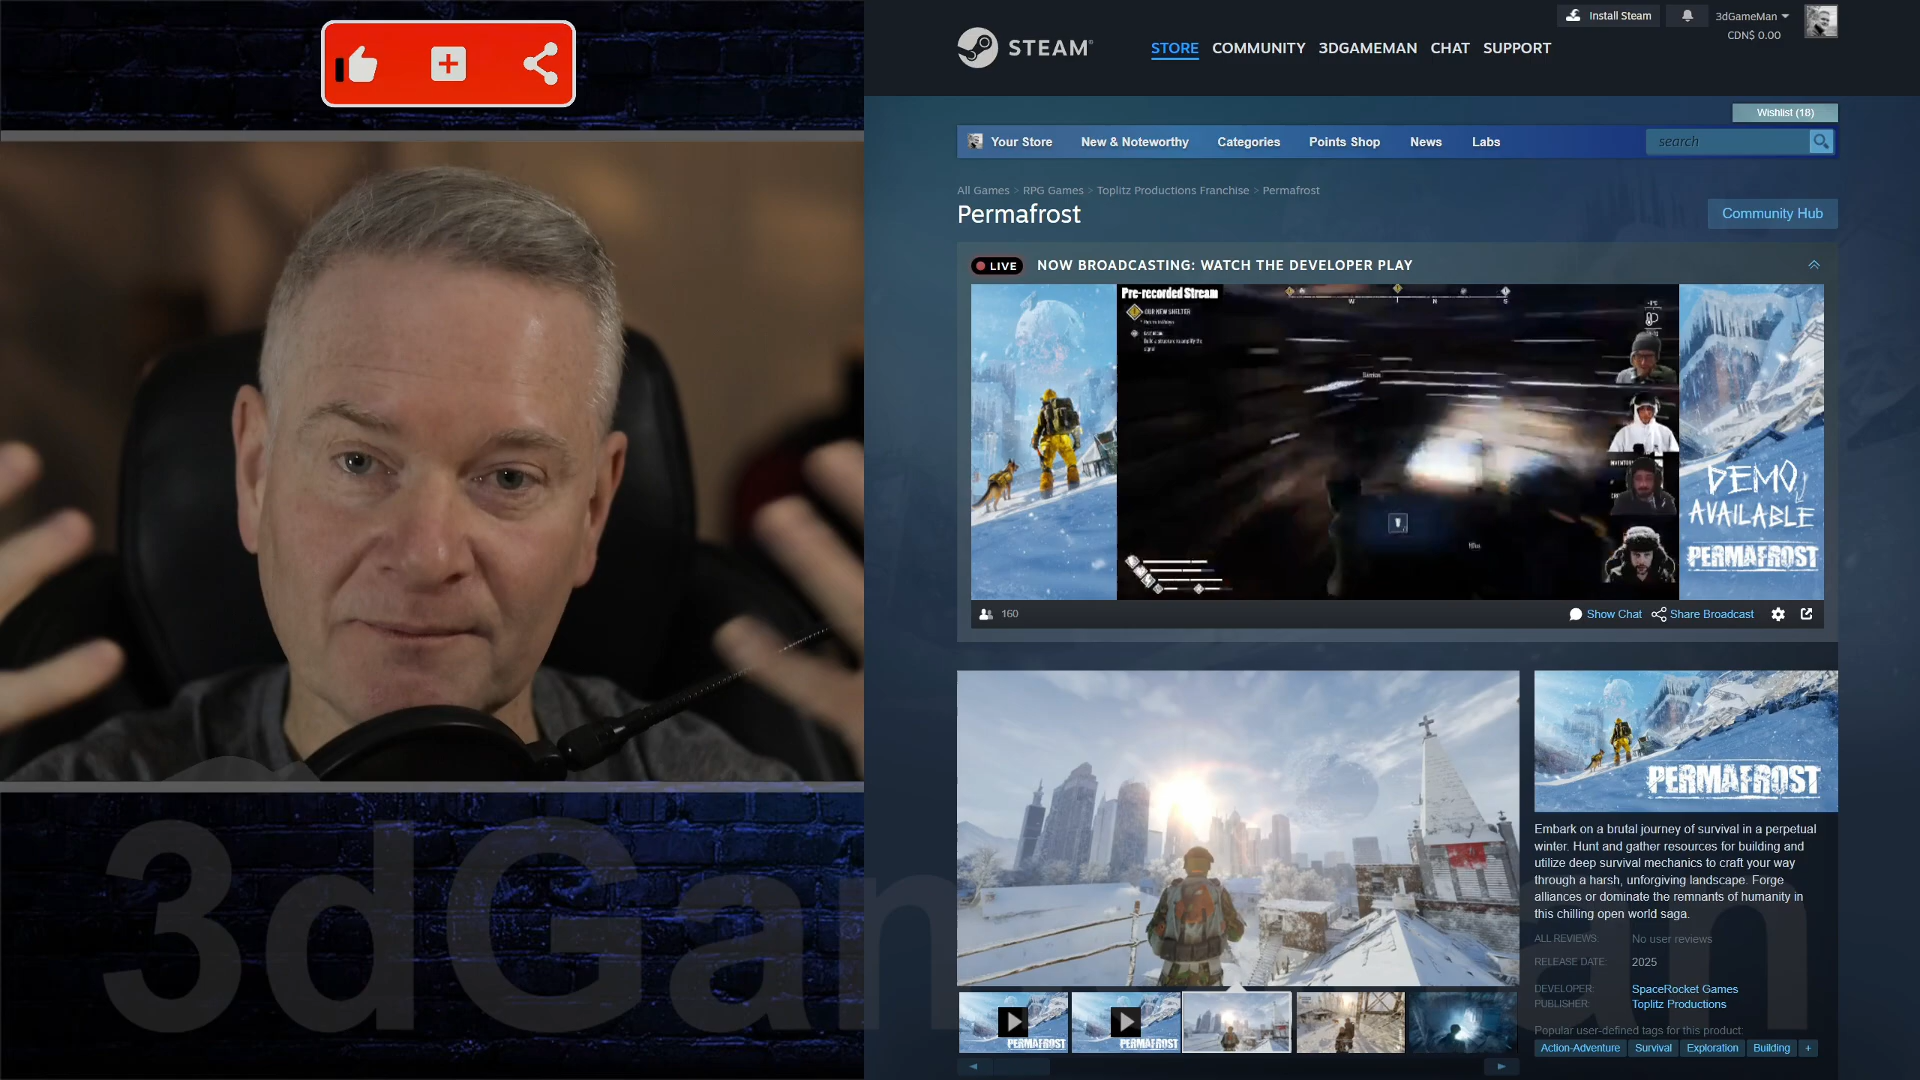 Install Steam
3dGameMan
CDN$ 0.00
STEAM
STORE
COMMUNITY
3DGAMEMAN
CHAT
SUPPORT
Wishlist (18)
Your Store
New & Noteworthy
Categories
Points Shop
News
Labs
search
All Games > RPG Games > Toplitz Productions Franchise > Permafrost
Permafrost
Community Hub
LIVE
NOW BROADCASTING: WATCH THE DEVELOPER PLAY
Pre-recorded Stream
OUR NEW SHELTER
DEMO
AVAILABLE
PERMAFROST
160
Show Chat
Share Broadcast
PERMAFROST
Embark on a brutal journey of survival in a perpetual
winter. Hunt and gather resources for building and
utilize deep survival mechanics to craft your way
through a harsh, unforgiving landscape. Forge
alliances or dominate the remnants of humanity in
this chilling open world saga.
ALL REVIEWS: No user reviews
RELEASE DATE: 2025
DEVELOPER: SpaceRocket Games
PUBLISHER: Toplitz Productions
Popular user-defined tags for this product:
Action-Adventure
Survival
Exploration
Building
+
PERMAFROST
PERMAFROST
3dGameMan